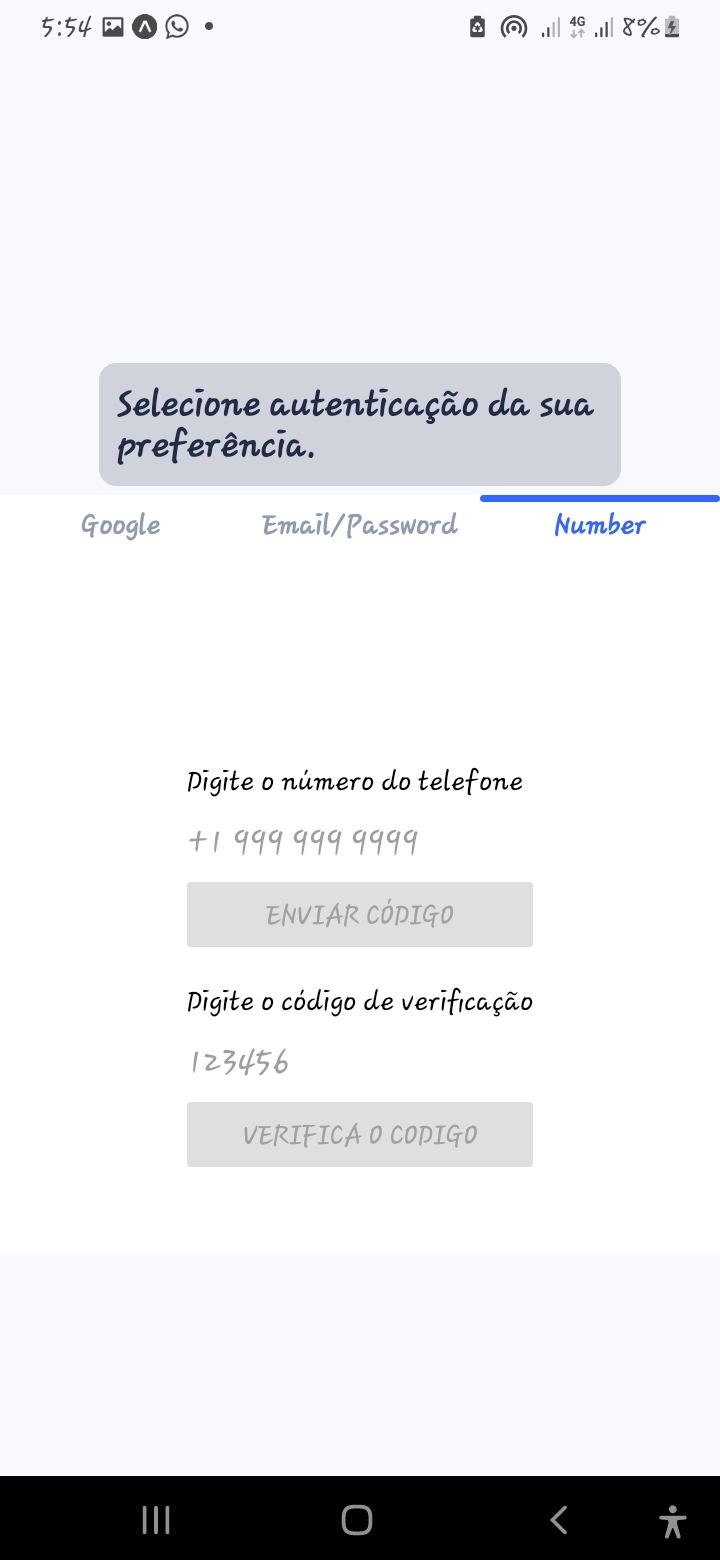 5:54
4G
8%
Selecione autenticação da sua
preferência.
Google Email/Password Number
Digite o número do telefone
+1 999 999 9999
ENVIAR CÓDIGO
Digite o código de verificação
123456
VERIFICA O CODIGO